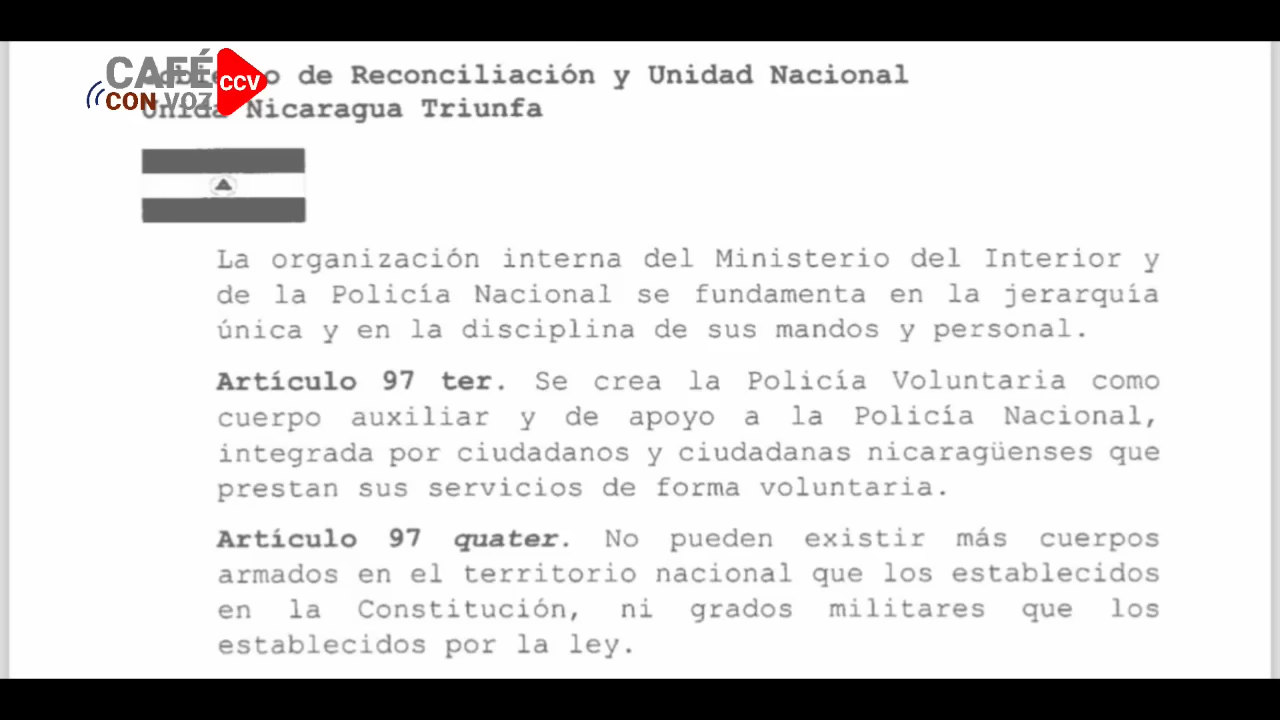 CAFÉ
CON VOZ
CCV
de Reconciliación y Unidad Nacional
Unida Nicaragua Triunfa
La organización interna del Ministerio del Interior y
de la Policía Nacional se fundamenta en la jerarquía
única y en la disciplina de sus mandos y personal.
Artículo 97 ter. Se crea la Policía Voluntaria como
cuerpo auxiliar y de apoyo a la Policía Nacional,
integrada por ciudadanos y ciudadanas nicaragüenses que
prestan sus servicios de forma voluntaria.
Artículo 97 quater. No pueden existir más cuerpos
armados en el territorio nacional que los establecidos
en la Constitución, ni grados militares que los
establecidos por la ley.